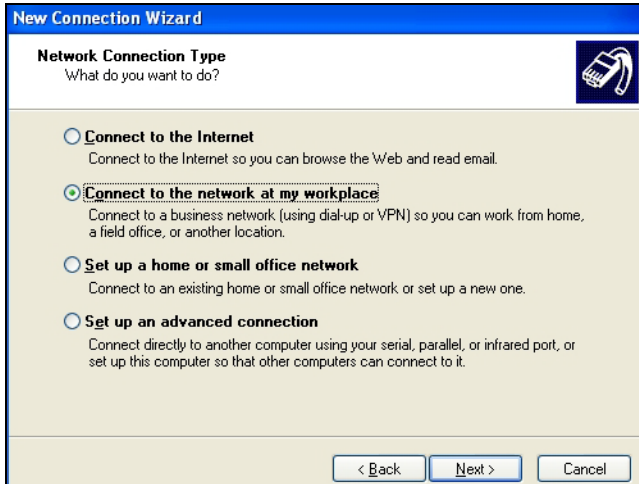 New Connection Wizard
Network Connection Type
What do you want to do?
Connect to the Internet
Connect to the Internet so you can browse the Web and read email.
Connect to the network at my workplace
Connect to a business network (using dial-up or VPN) so you can work from home,
a field office, or another location.
Set up a home or small office network
Connect to an existing home or small office network or set up a new one.
Set up an advanced connection
Connect directly to another computer using your serial, parallel, or infrared port, or
set up this computer so that other computers can connect to it.
< Back Next > Cancel